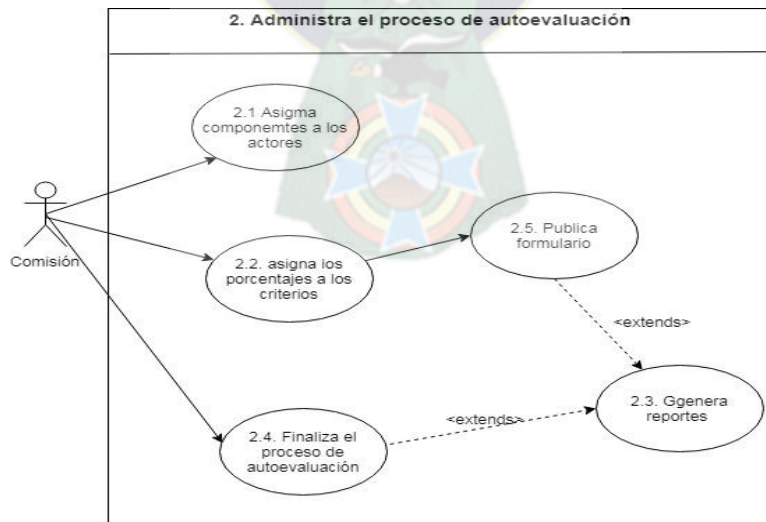 2. Administra el proceso de autoevaluación
2.1 Asigma
componemtes a los
actores
2.5. Publica
formulario
Comisión
2.2. asigna los
porcentajes a los
criterios
<extends>
2.3. Ggenera
reportes
<extends>
2.4. Finaliza el
proceso de
autoevaluación